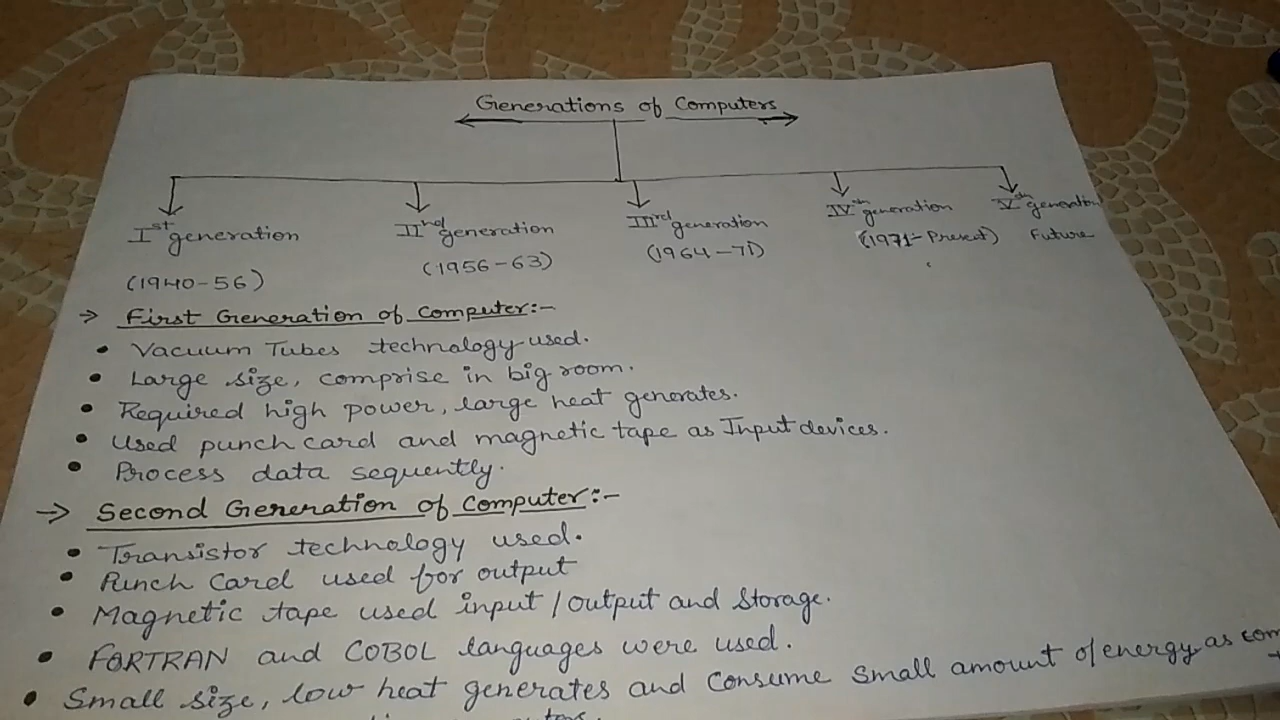 Generations of Computers
Ist generation
IInd generation
IIIrd generation
IVth generation
Vth generation
(1940-56)
(1956-63)
(1964-71)
(1971-Present)
Future
→ First Generation of Computer:-
• Vacuum Tubes technology used.
• Large size, comprise in big room.
• Required high power, large heat generates.
• Used punch card and magnetic tape as Input devices.
• Process data sequently.
→ Second Generation of Computer:-
• Transistor technology used.
• Punch Card used for output
• Magnetic tape used input/output and Storage.
• FORTRAN and COBOL languages were used.
• Small size, low heat generates and Consume Small amount of energy as com